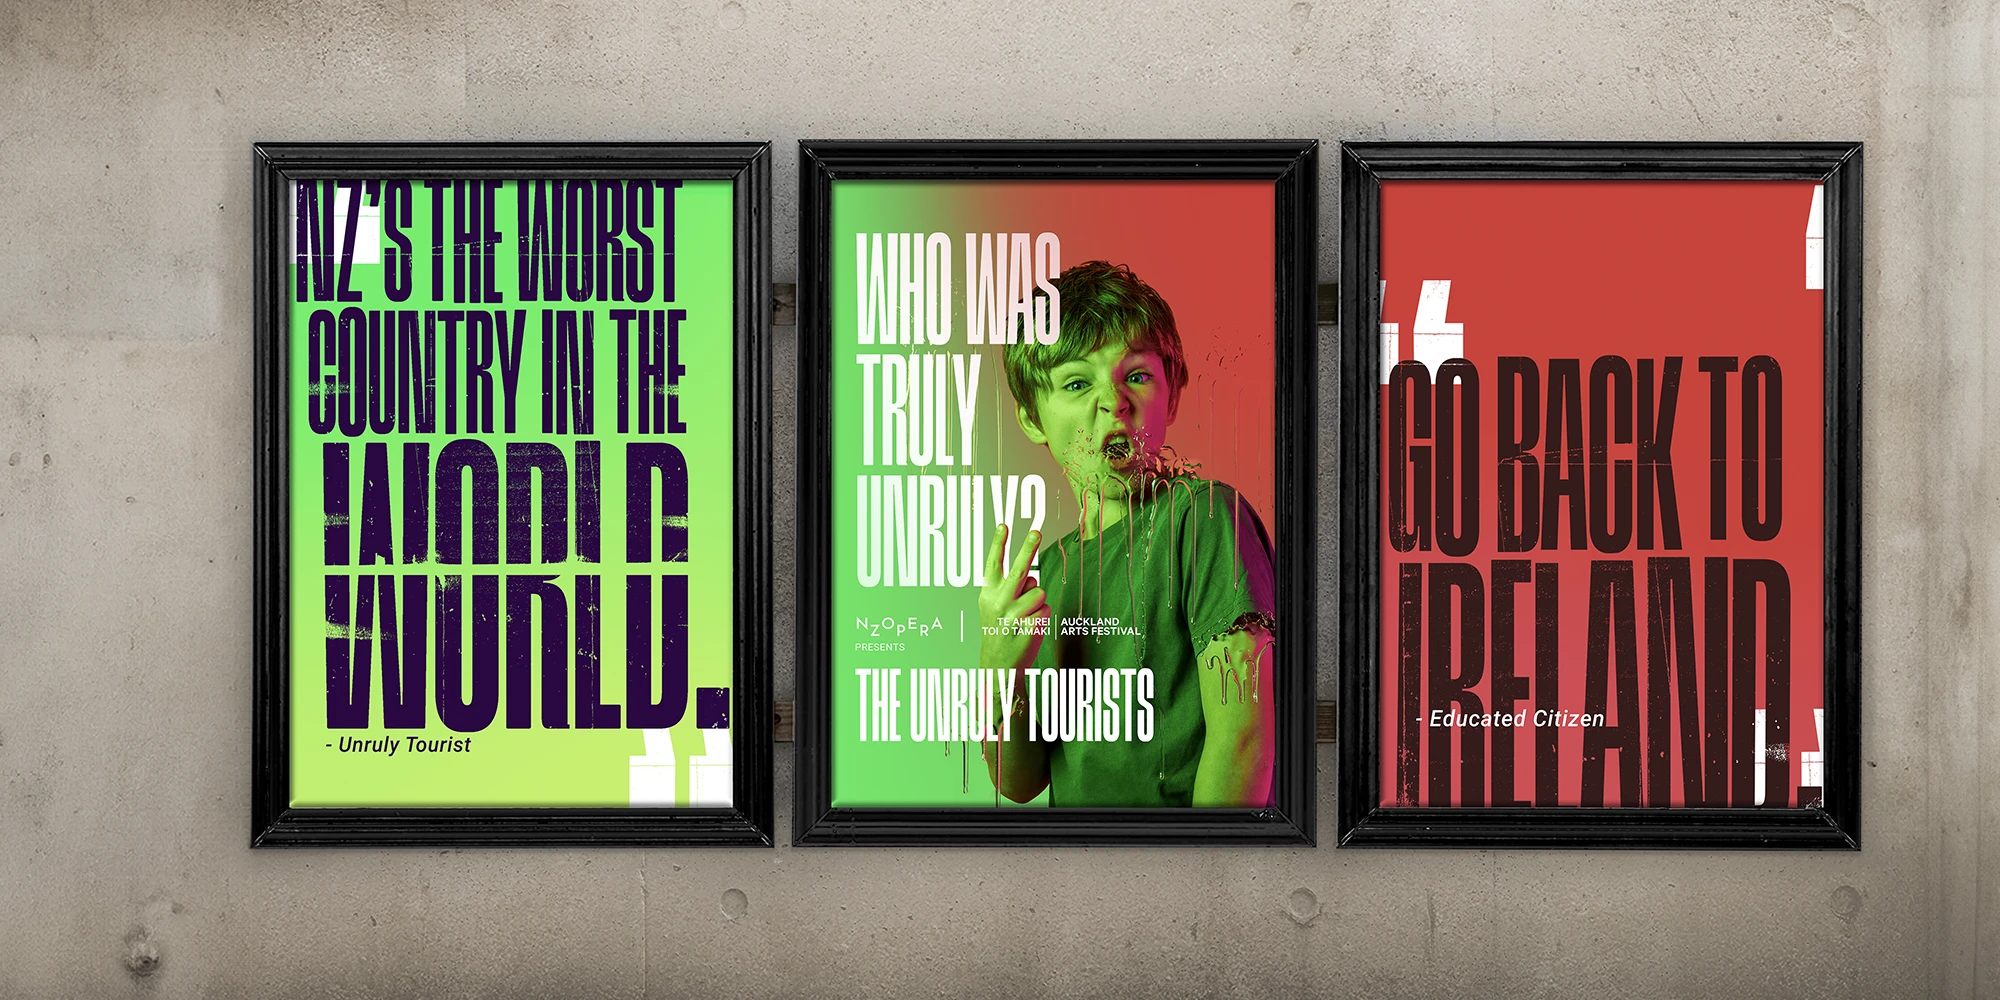 NZ'S THE WORST
COUNTRY IN THE
WORLD
WORLD.
- Unruly Tourist
WHO WAS
TRULY
UNRULY?
NZOPERA
PRESENTS
TE AHUREI
TOI O TĀMAKI
AUCKLAND
ARTS FESTIVAL
THE UNRULY TOURISTS
“GO BACK TO
IRELAND.”
- Educated Citizen